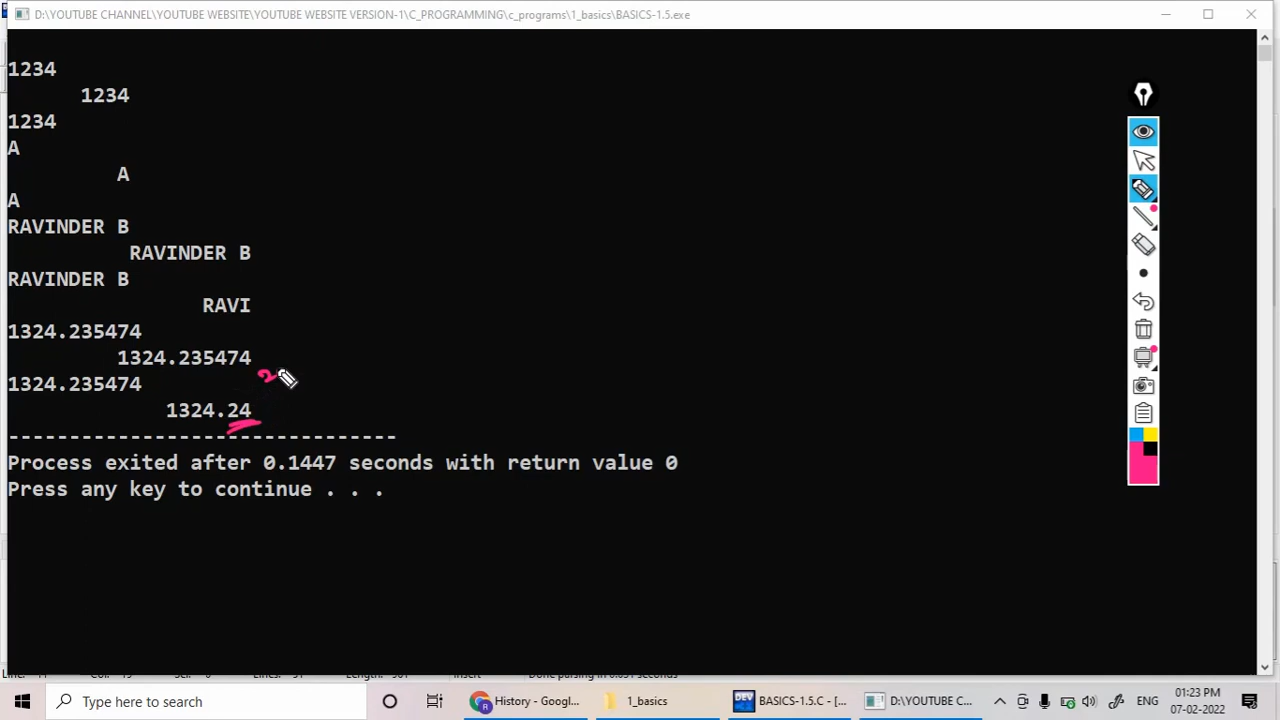 D:\YOUTUBE CHANNEL\YOUTUBE WEBSITE\YOUTUBE WEBSITE VERSION-1\C_PROGRAMMING\c_programs\1_basics\BASICS-1.5.exe
1234
1234
1234
A
A
A
RAVINDER B
RAVINDER B
RAVINDER B
RAVI
1324.235474
1324.235474
2
1324.235474
1324.24
--------------------------------
Process exited after 0.1447 seconds with return value 0
Press any key to continue . . .
Type here to search
History - Googl...
1_basics
DEV
BASICS-1.5.C - [...
D:\YOUTUBE C...
ENG
01:23 PM
07-02-2022